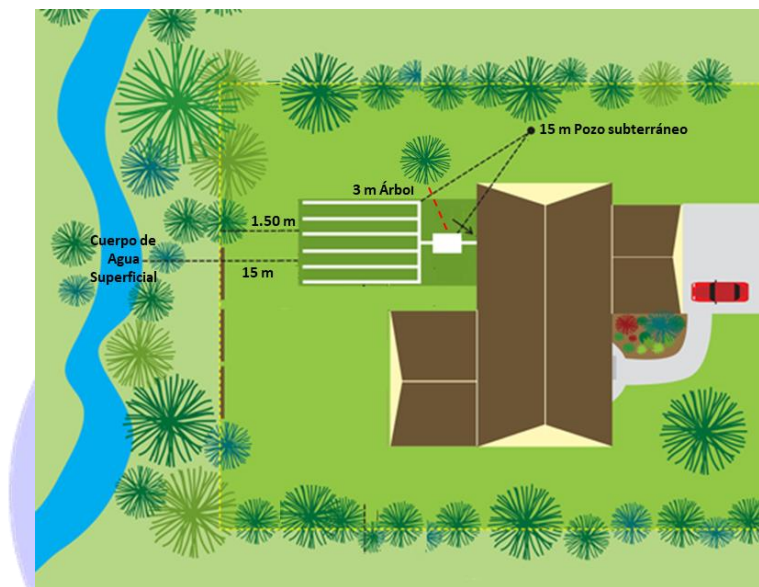 15 m Pozo subterráneo
3 m Árbol
1.50 m
Cuerpo de
Agua
Superficial
15 m